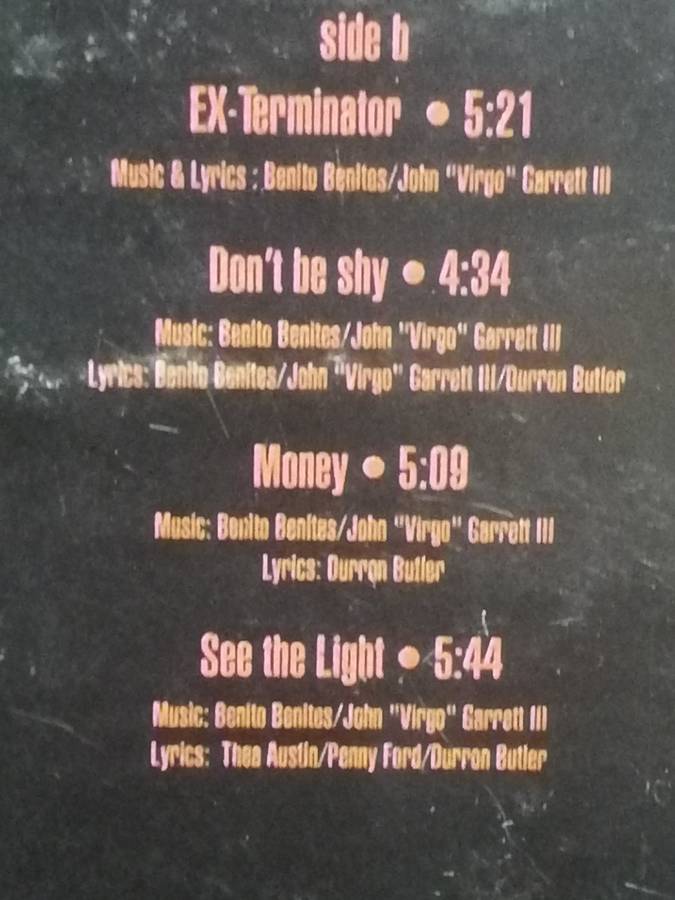 side b
EX-Terminator • 5:21
Music & Lyrics : Benito Benites/John "Virgo" Garrett III
Don't be shy • 4:34
Music: Benito Benites/John "Virgo" Garrett III
Lyrics: Benito Benites/John "Virgo" Garrett III/Durron Butler
Money • 5:09
Music: Benito Benites/John "Virgo" Garrett III
Lyrics: Durron Butler
See the Light • 5:44
Music: Benito Benites/John "Virgo" Garrett III
Lyrics: Thea Austin/Penny Ford/Durron Butler